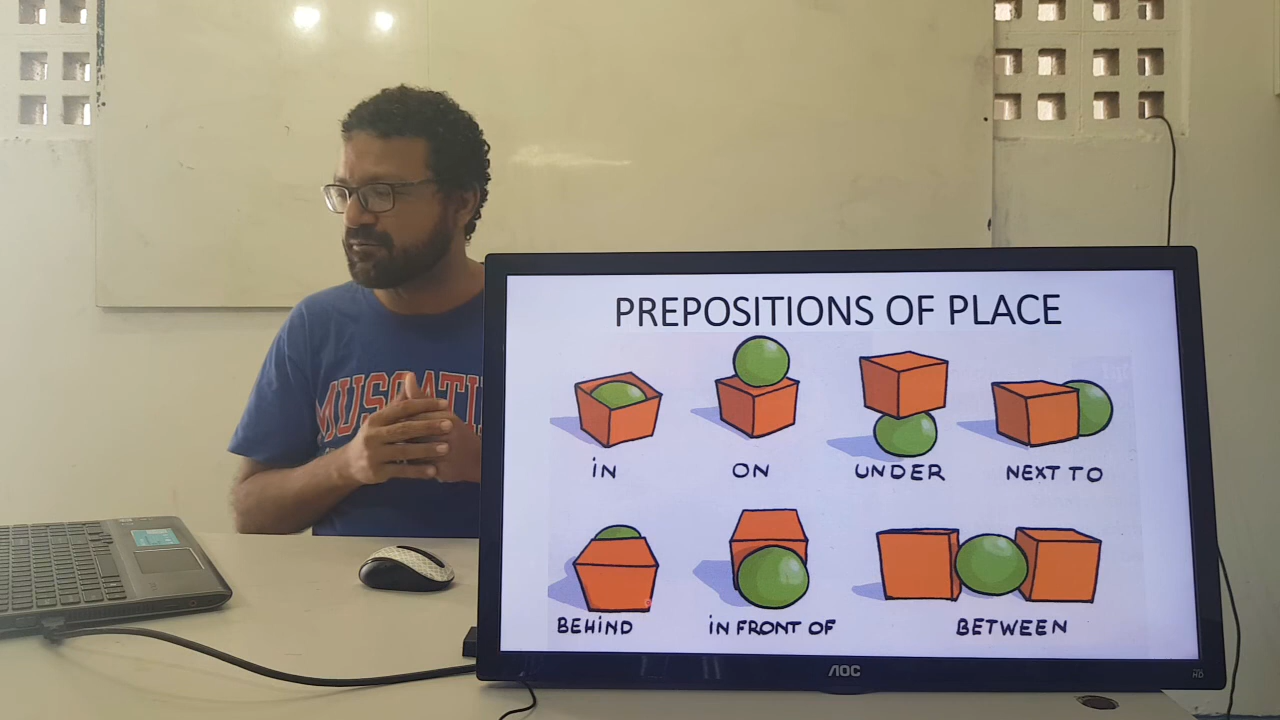 PREPOSITIONS OF PLACE
iN
ON
UNDER
NEXT TO
BEHiND
iN FRONT OF
BETWEEN
AOC